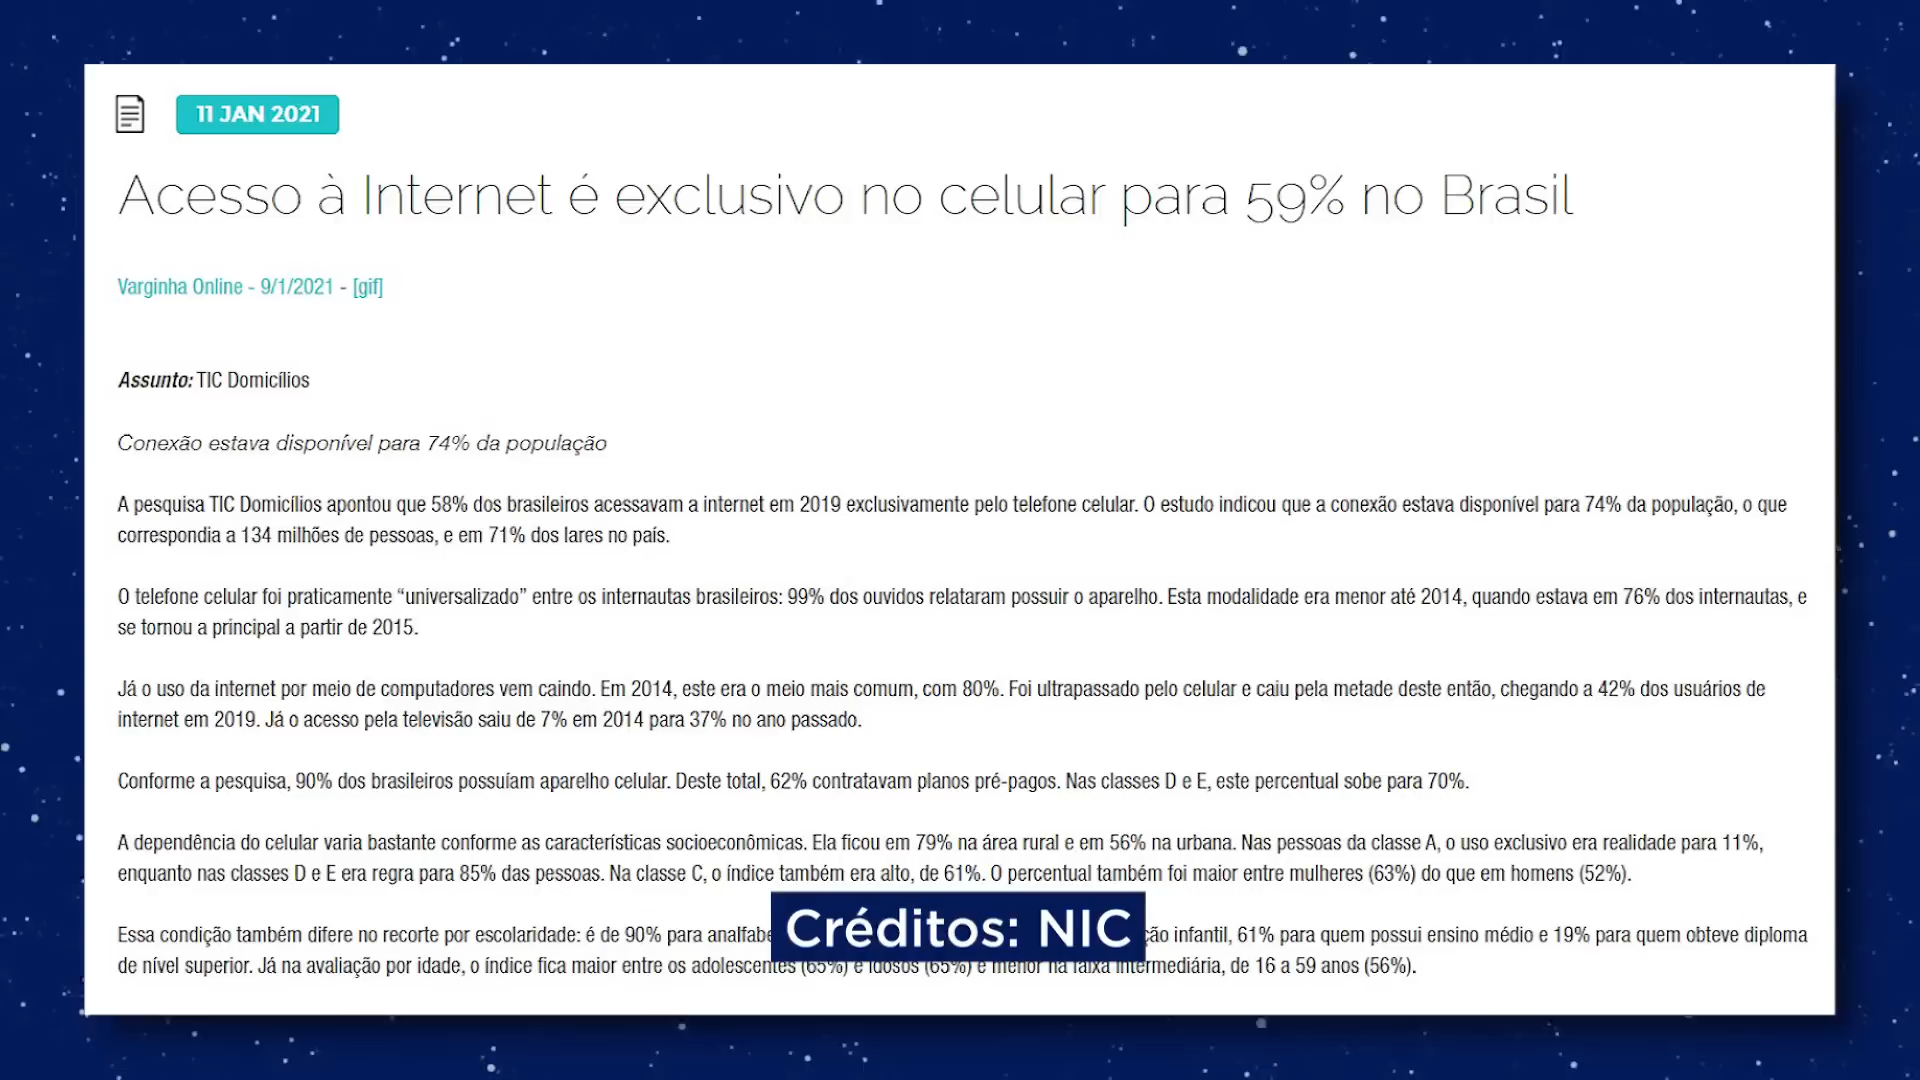 11 JAN 2021
Acesso à Internet é exclusivo no celular para 59% no Brasil
Varginha Online - 9/1/2021 - [gif]
Assunto: TIC Domicílios
Conexão estava disponível para 74% da população
A pesquisa TIC Domicílios apontou que 58% dos brasileiros acessavam a internet em 2019 exclusivamente pelo telefone celular. O estudo indicou que a conexão estava disponível para 74% da população, o que
correspondia a 134 milhões de pessoas, e em 71% dos lares no país.
O telefone celular foi praticamente “universalizado” entre os internautas brasileiros: 99% dos ouvidos relataram possuir o aparelho. Esta modalidade era menor até 2014, quando estava em 76% dos internautas, e
se tornou a principal a partir de 2015.
Já o uso da internet por meio de computadores vem caindo. Em 2014, este era o meio mais comum, com 80%. Foi ultrapassado pelo celular e caiu pela metade deste então, chegando a 42% dos usuários de
internet em 2019. Já o acesso pela televisão saiu de 7% em 2014 para 37% no ano passado.
Conforme a pesquisa, 90% dos brasileiros possuíam aparelho celular. Deste total, 62% contratavam planos pré-pagos. Nas classes D e E, este percentual sobe para 70%.
A dependência do celular varia bastante conforme as características socioeconômicas. Ela ficou em 79% na área rural e em 56% na urbana. Nas pessoas da classe A, o uso exclusivo era realidade para 11%,
enquanto nas classes D e E era regra para 85% das pessoas. Na classe C, o índice também era alto, de 61%. O percentual também foi maior entre mulheres (63%) do que em homens (52%).
Essa condição também difere no recorte por escolaridade: é de 90% para infantil, 61% para quem possui ensino médio e 19% para quem obteve diploma
de nível superior. Já na avaliação por idade, o índice fica maior entre os adolescentes (65%) e idosos (65%) e menor na faixa intermediária, de 16 a 59 anos (56%).
Créditos: NIC